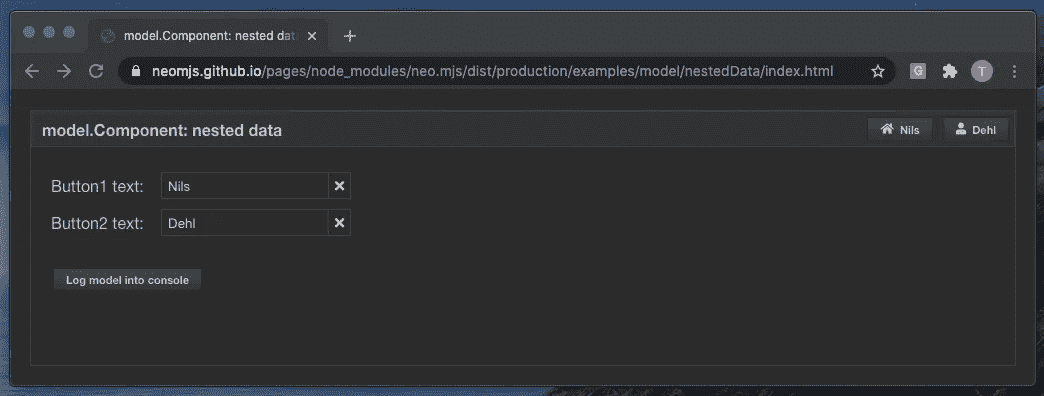 model.Component: nested dat
neomjs.github.io/pages/node_modules/neo.mjs/dist/production/examples/model/nestedData/index.html
G
T
model.Component: nested data
Nils
Dehl
Button1 text:
Nils
Button2 text:
Dehl
Log model into console